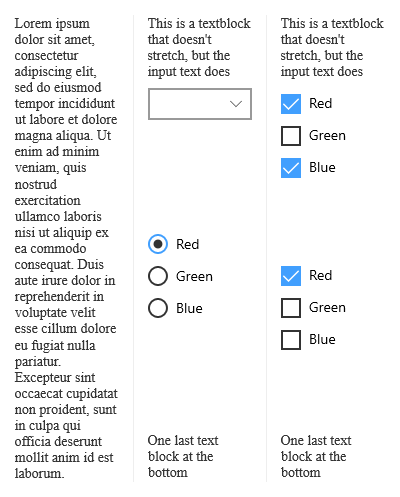 Lorem ipsum
dolor sit amet,
consectetur
adipiscing elit,
sed do eiusmod
tempor incididunt
ut labore et dolore
magna aliqua. Ut
enim ad minim
veniam, quis
nostrud
exercitation
ullamco laboris
nisi ut aliquip ex
ea commodo
consequat. Duis
aute irure dolor in
reprehenderit in
voluptate velit
esse cillum dolore
eu fugiat nulla
pariatur.
Excepteur sint
occaecat cupidatat
non proident, sunt
in culpa qui
officia deserunt
mollit anim id est
laborum.
This is a textblock
that doesn't
stretch, but the
input text does
Red
Green
Blue
One last text
block at the
bottom
This is a textblock
that doesn't
stretch, but the
input text does
Red
Green
Blue
Red
Green
Blue
One last text
block at the
bottom